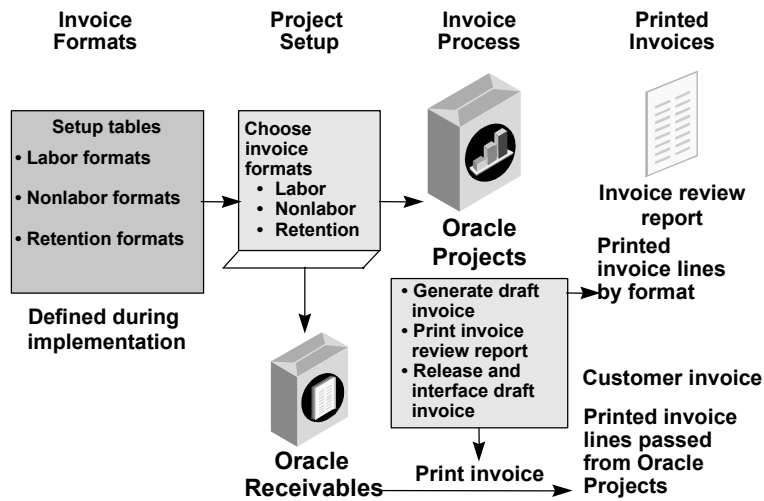 Invoice
Formats
Project
Setup
Invoice
Process
Printed
Invoices
Setup tables
• Labor formats
• Nonlabor formats
• Retention formats
Defined during
implementation
Choose
invoice
formats
• Labor
• Nonlabor
• Retention
Oracle
Projects
• Generate draft
invoice
• Print invoice
review report
• Release and
interface draft
invoice
Invoice review
report
Printed
invoice lines
by format
Oracle
Receivables
Print invoice
Customer invoice
Printed invoice
lines passed
from Oracle
Projects